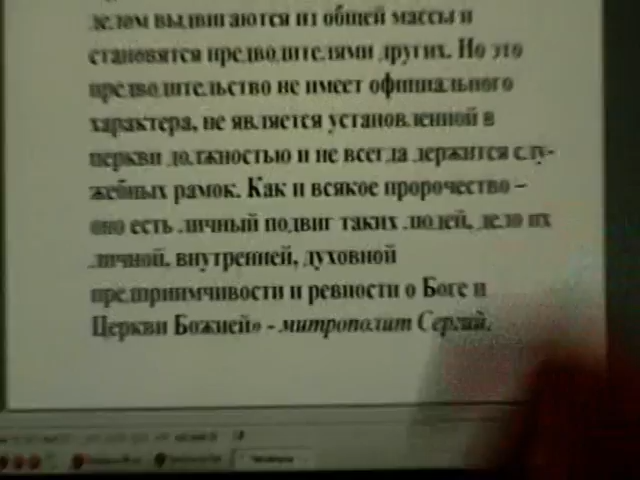 делом выдвигаются из общей массы и
становятся предводителями других. Но это
предводительство не имеет официального
характера, не является установленной в
церкви должностью и не всегда держится слу-
жебных рамок. Как и всякое пророчество –
оно есть личный подвиг таких людей, дело их
личной, внутренней, духовной
предприимчивости и ревности о Боге и
Церкви Божией» - митрополит Сергий.